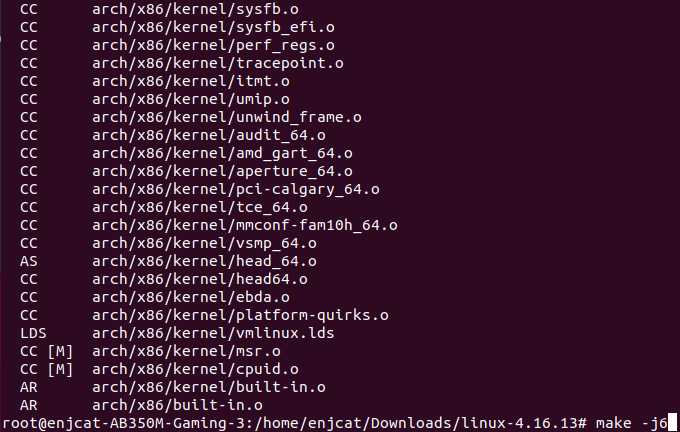 CC      arch/x86/kernel/sysfb.o
CC      arch/x86/kernel/sysfb_efi.o
CC      arch/x86/kernel/perf_regs.o
CC      arch/x86/kernel/tracepoint.o
CC      arch/x86/kernel/itmt.o
CC      arch/x86/kernel/umip.o
CC      arch/x86/kernel/unwind_frame.o
CC      arch/x86/kernel/audit_64.o
CC      arch/x86/kernel/amd_gart_64.o
CC      arch/x86/kernel/aperture_64.o
CC      arch/x86/kernel/pci-calgary_64.o
CC      arch/x86/kernel/tce_64.o
CC      arch/x86/kernel/mmconf-fam10h_64.o
CC      arch/x86/kernel/vsmp_64.o
AS      arch/x86/kernel/head_64.o
CC      arch/x86/kernel/head64.o
CC      arch/x86/kernel/ebda.o
CC      arch/x86/kernel/platform-quirks.o
LDS     arch/x86/kernel/vmlinux.lds
CC [M]  arch/x86/kernel/msr.o
CC [M]  arch/x86/kernel/cpuid.o
AR      arch/x86/kernel/built-in.o
AR      arch/x86/built-in.o
root@enjcat-AB350M-Gaming-3:/home/enjcat/Downloads/linux-4.16.13# make -j6